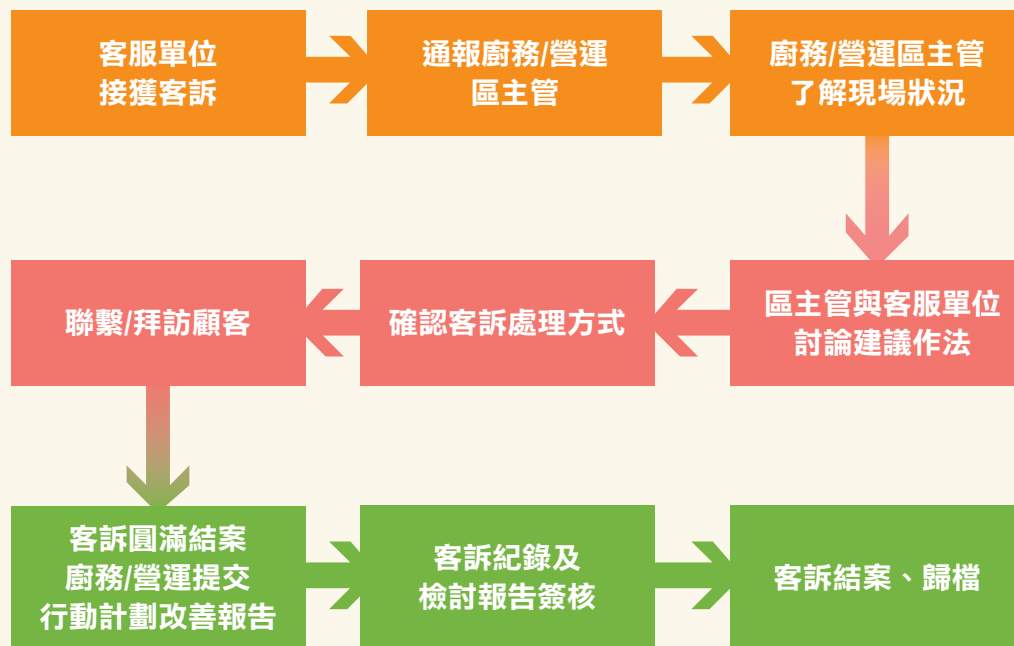 客服單位
接獲客訴
通報廚務/營運
區主管
廚務/營運區主管
了解現場狀況
區主管與客服單位
討論建議作法
確認客訴處理方式
聯繫/拜訪顧客
客訴圓滿結案
廚務/營運提交
行動計劃改善報告
客訴紀錄及
檢討報告簽核
客訴結案、歸檔